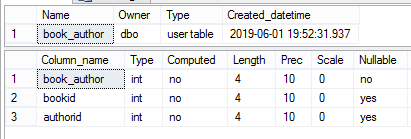 Name Owner Type Created_datetime
1 book_author dbo user table 2019-06-01 19:52:31.937
Column_name Type Computed Length Prec Scale Nullable
1 book_author int no 4 10 0 no
2 bookid int no 4 10 0 yes
3 authorid int no 4 10 0 yes